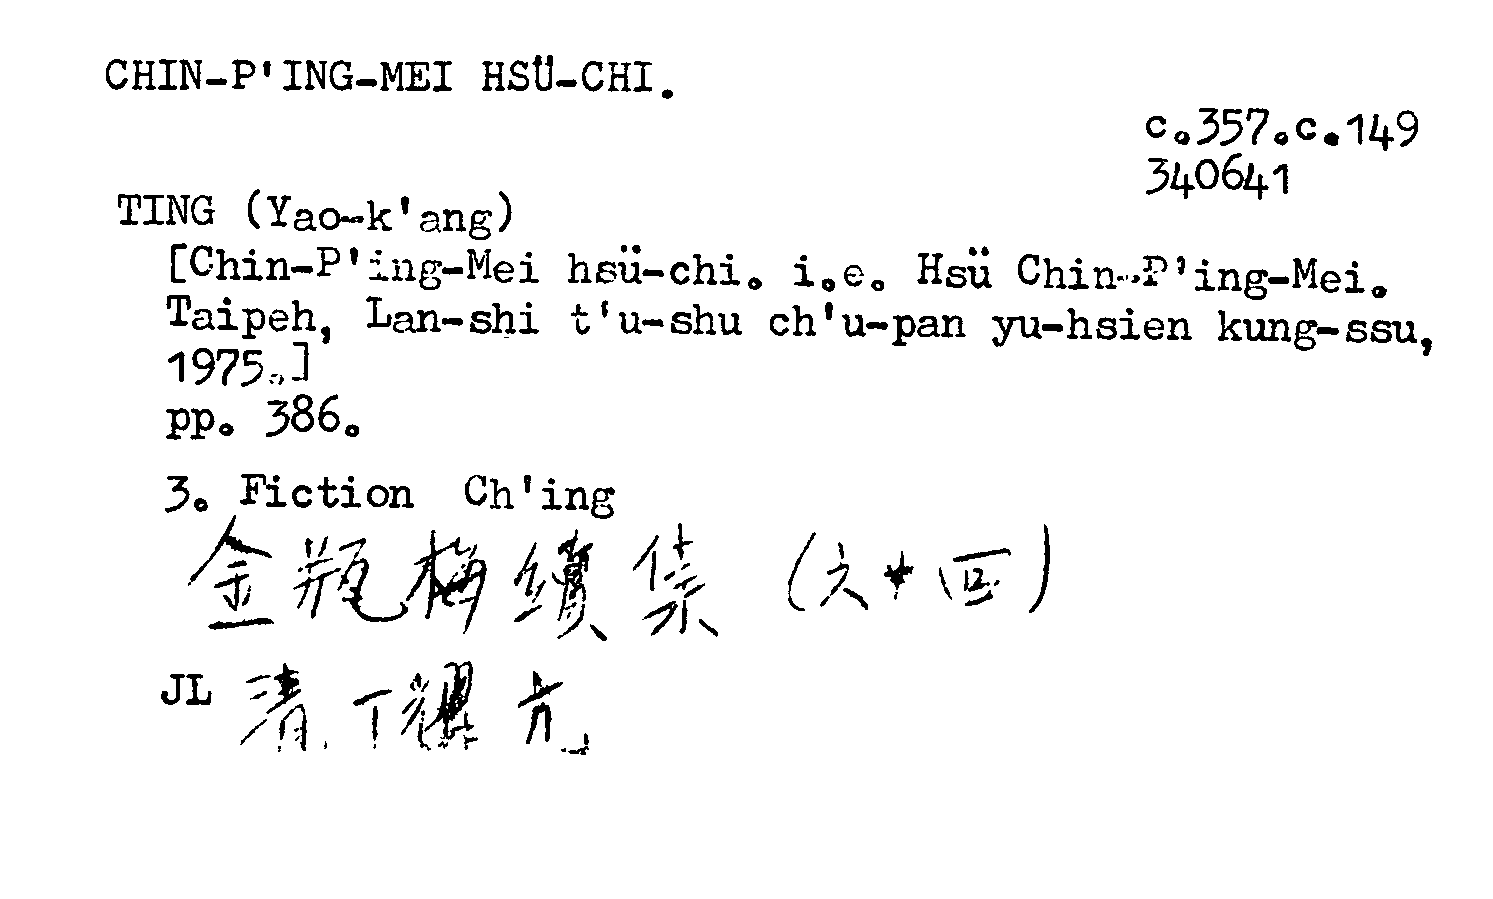 CHIN-P'ING-MEI HSÜ-CHI.
c.357.c.149
340641
TING (Yao-k'ang)
[Chin-P'ing-Mei hsü-chi. i.e. Hsü Chin-P'ing-Mei.
Taipeh, Lan-shi t'u-shu ch'u-pan yu-hsien kung-ssu,
1975.]
pp. 386.
3. Fiction Ch'ing
金瓶梅續集 (六十四)
JL 清 丁耀亢